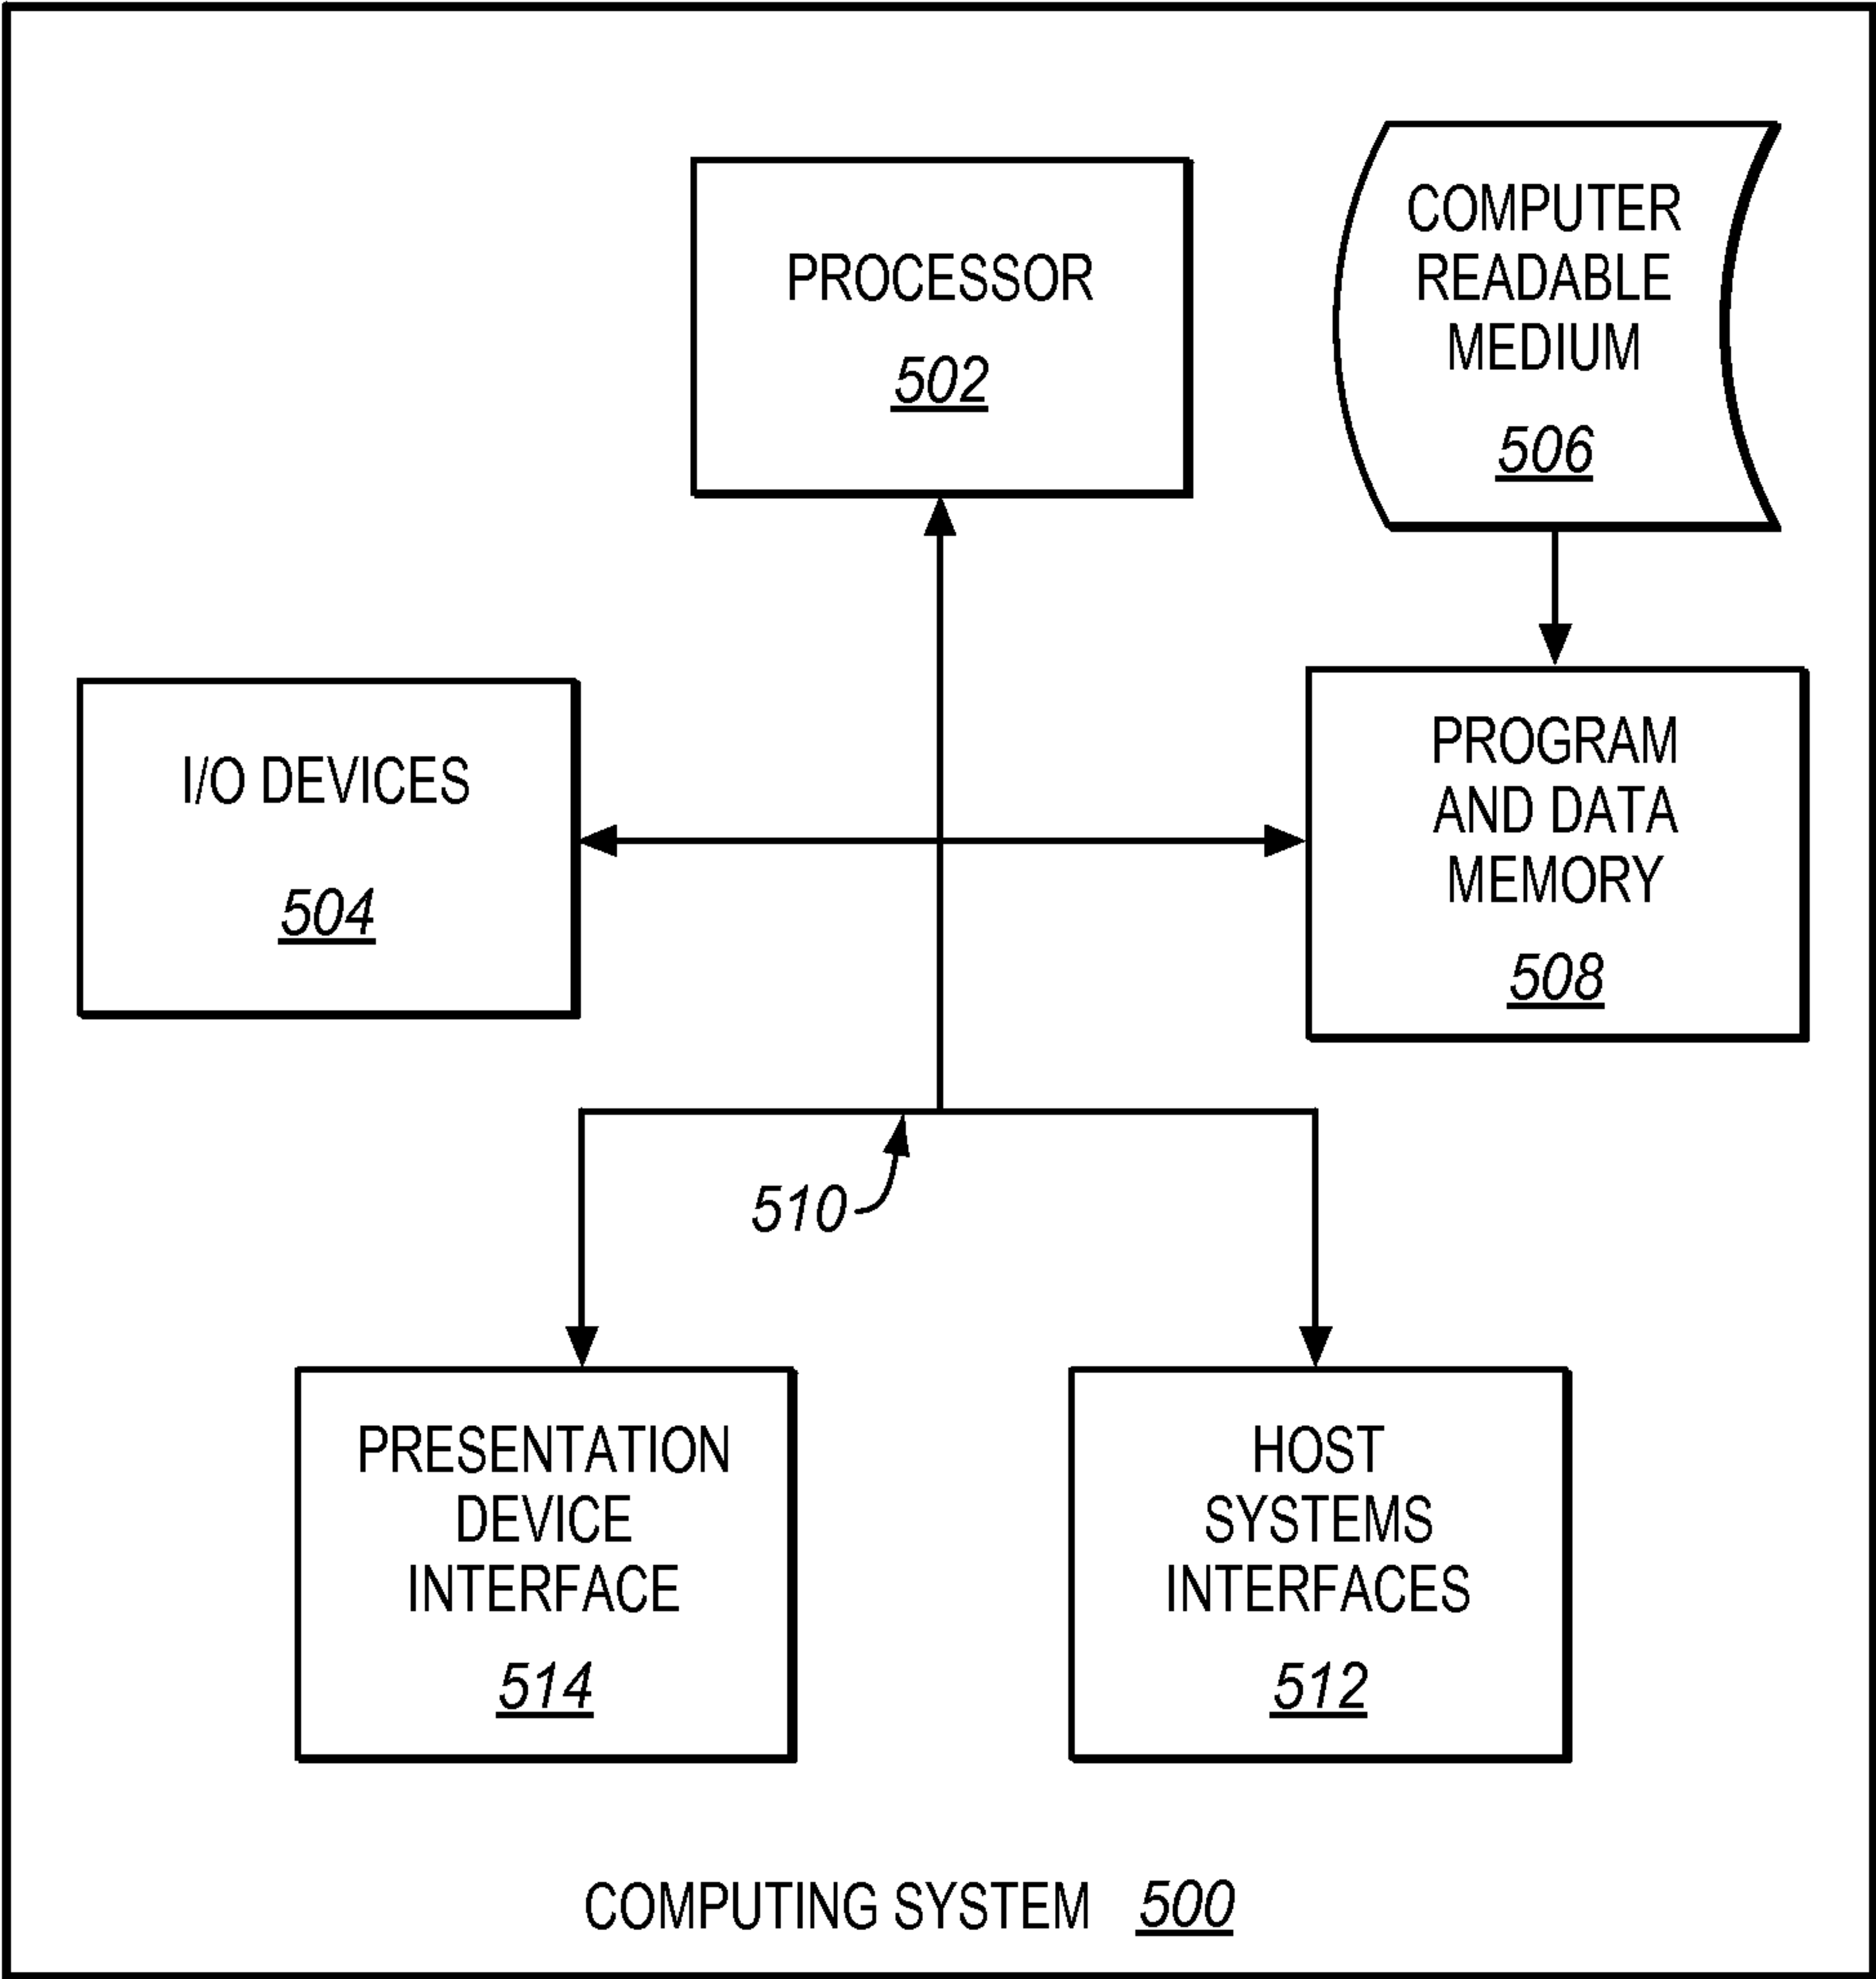 PROCESSOR
502
COMPUTER
READABLE
MEDIUM
506
I/O DEVICES
504
PROGRAM
AND DATA
MEMORY
508
510
PRESENTATION
DEVICE
INTERFACE
514
HOST
SYSTEMS
INTERFACES
512
COMPUTING SYSTEM 500